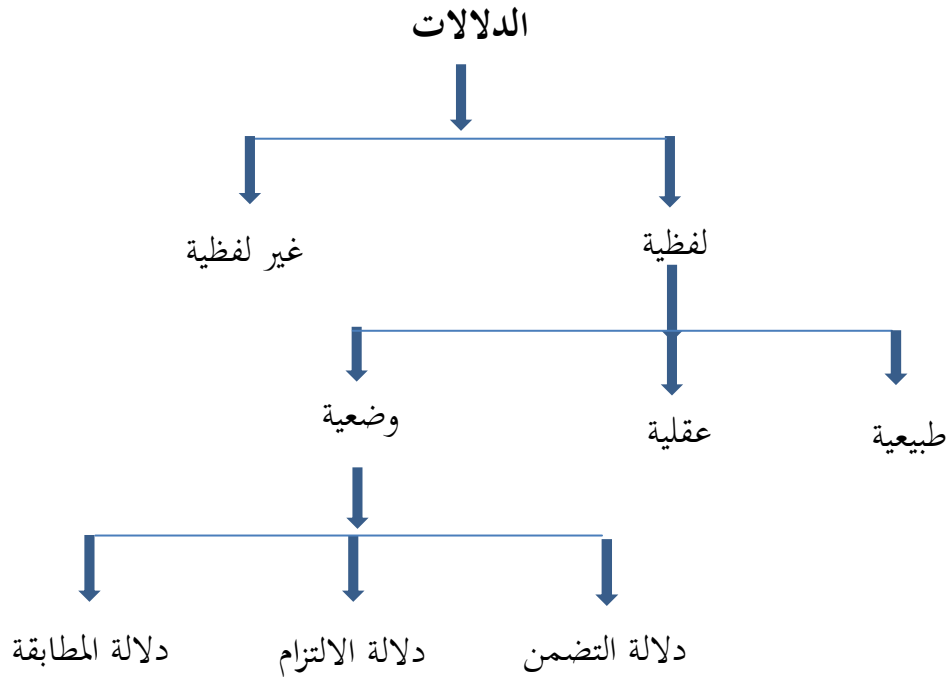 الدلالات
لفظية
غير لفظية
طبيعية
عقلية
وضعية
دلالة التضمن
دلالة الالتزام
دلالة المطابقة